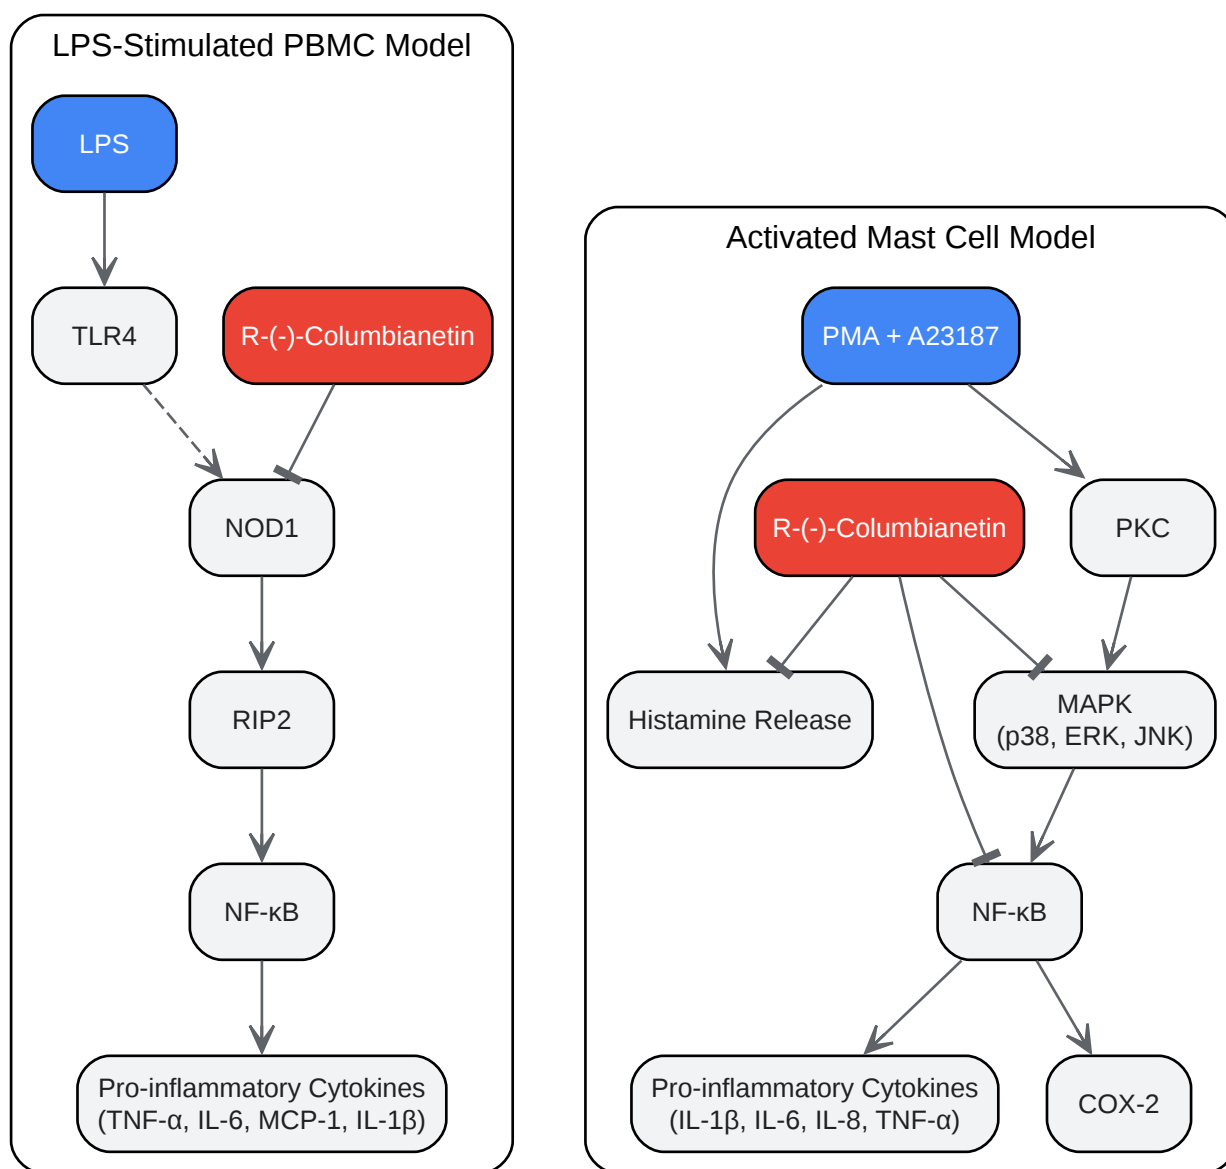 LPS-Stimulated PBMC Model
LPS
TLR4
R-(-)-Columbianetin
NOD1
RIP2
NF-κB
Pro-inflammatory Cytokines
(TNF-α, IL-6, MCP-1, IL-1β)
Activated Mast Cell Model
PMA + A23187
R-(-)-Columbianetin
PKC
Histamine Release
MAPK
(p38, ERK, JNK)
NF-κB
Pro-inflammatory Cytokines
(IL-1β, IL-6, IL-8, TNF-α)
COX-2